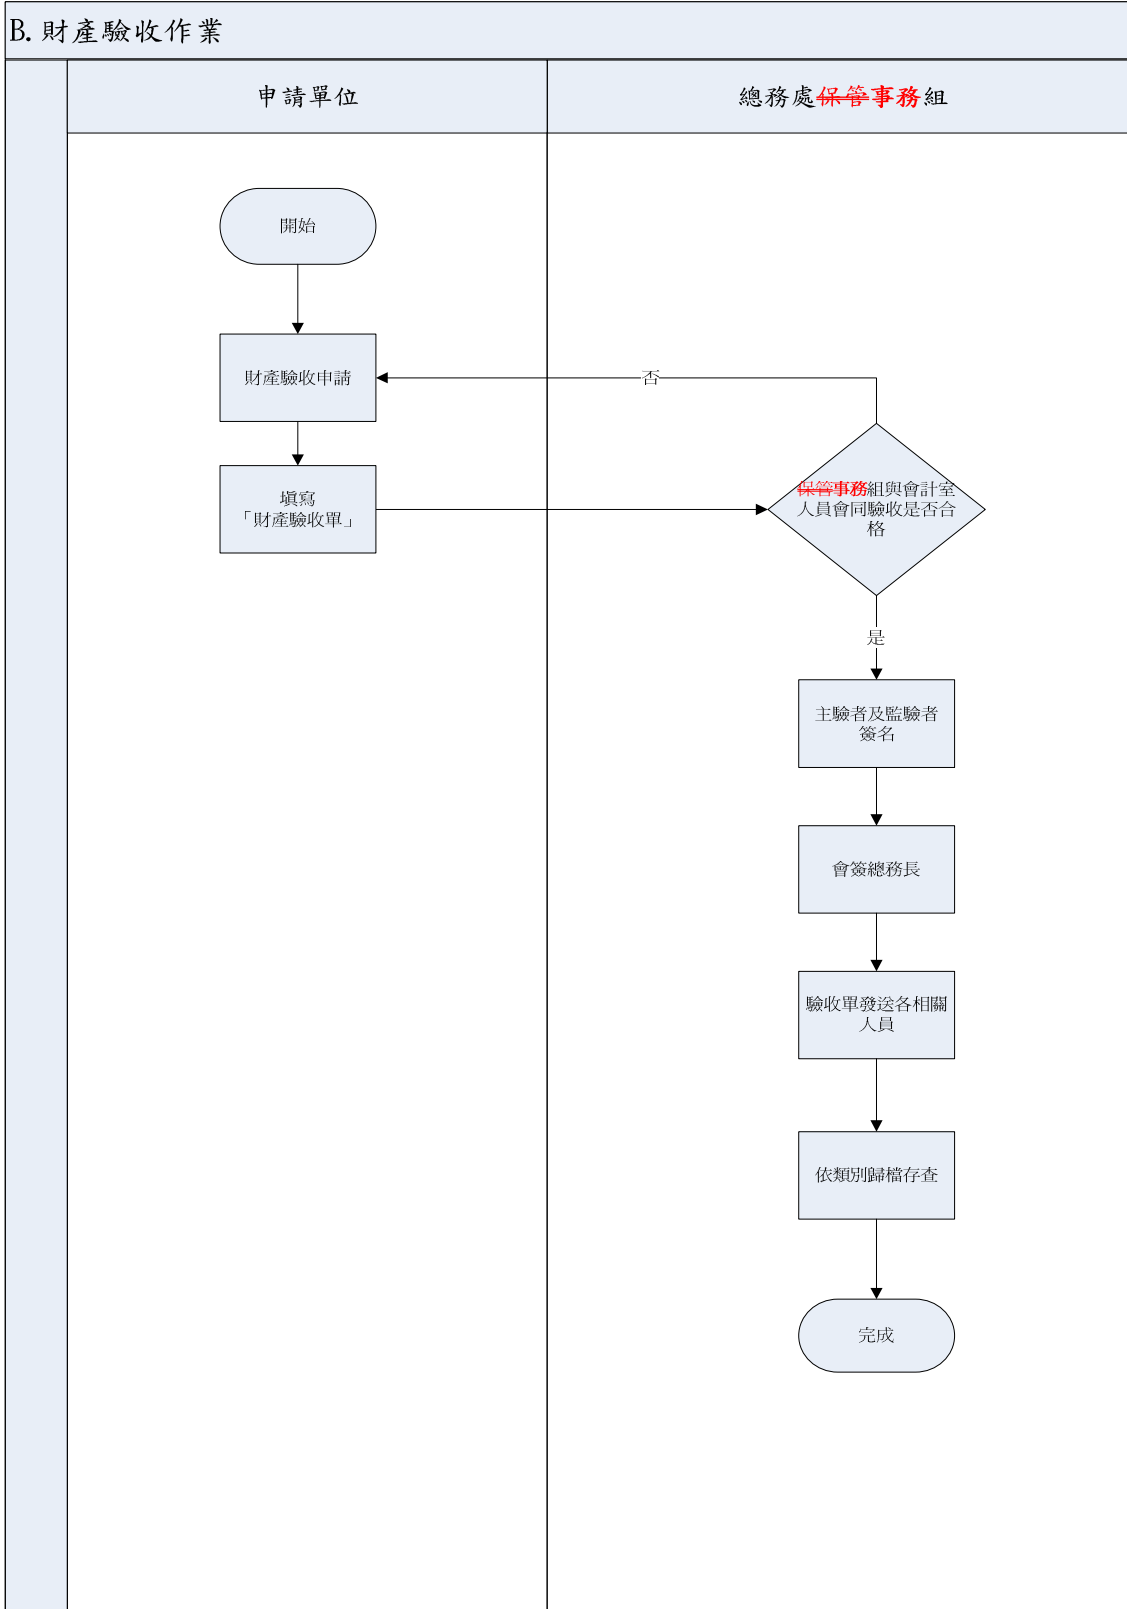 B. 財產驗收作業
申請單位
總務處保管事務組
開始
財產驗收申請
否
填寫
「財產驗收單」
保管事務組與會計室
人員會同驗收是否合
格
是
主驗者及監驗者
簽名
會簽總務長
驗收單發送各相關
人員
依類別歸檔存查
完成